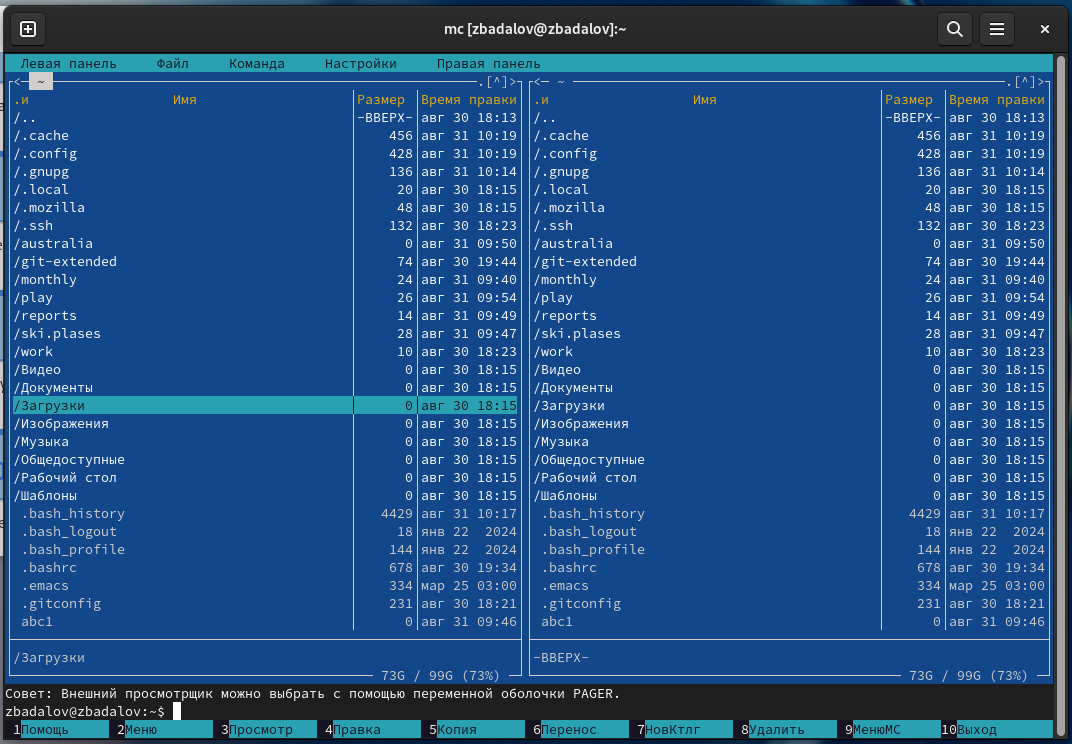 mc [zbadalov@zbadalov]:~
Левая панель Файл Команда Настройки Правая панель
<─ ~ .[^]> <─ ~ .[^]>
.и Имя Размер Время правки .и Имя Размер Время правки
/.. -ВВЕРХ- авг 30 18:13 /.. -ВВЕРХ- авг 30 18:13
/.cache 456 авг 31 10:19 /.cache 456 авг 31 10:19
/.config 428 авг 31 10:19 /.config 428 авг 31 10:19
/.gnupg 136 авг 31 10:14 /.gnupg 136 авг 31 10:14
/.local 20 авг 30 18:15 /.local 20 авг 30 18:15
/.mozilla 48 авг 30 18:15 /.mozilla 48 авг 30 18:15
/.ssh 132 авг 30 18:23 /.ssh 132 авг 30 18:23
/australia 0 авг 31 09:50 /australia 0 авг 31 09:50
/git-extended 74 авг 30 19:44 /git-extended 74 авг 30 19:44
/monthly 24 авг 31 09:40 /monthly 24 авг 31 09:40
/play 26 авг 31 09:54 /play 26 авг 31 09:54
/reports 14 авг 31 09:49 /reports 14 авг 31 09:49
/ski.plases 28 авг 31 09:47 /ski.plases 28 авг 31 09:47
/work 10 авг 30 18:23 /work 10 авг 30 18:23
/Видео 0 авг 30 18:15 /Видео 0 авг 30 18:15
/Документы 0 авг 30 18:15 /Документы 0 авг 30 18:15
/Загрузки 0 авг 30 18:15 /Загрузки 0 авг 30 18:15
/Изображения 0 авг 30 18:15 /Изображения 0 авг 30 18:15
/Музыка 0 авг 30 18:15 /Музыка 0 авг 30 18:15
/Общедоступные 0 авг 30 18:15 /Общедоступные 0 авг 30 18:15
/Рабочий стол 0 авг 30 18:15 /Рабочий стол 0 авг 30 18:15
/Шаблоны 0 авг 30 18:15 /Шаблоны 0 авг 30 18:15
.bash_history 4429 авг 31 10:17 .bash_history 4429 авг 31 10:17
.bash_logout 18 янв 22 2024 .bash_logout 18 янв 22 2024
.bash_profile 144 янв 22 2024 .bash_profile 144 янв 22 2024
.bashrc 678 авг 30 19:34 .bashrc 678 авг 30 19:34
.emacs 334 мар 25 03:00 .emacs 334 мар 25 03:00
.gitconfig 231 авг 30 18:21 .gitconfig 231 авг 30 18:21
abc1 0 авг 31 09:46 abc1 0 авг 31 09:46
/Загрузки -ВВЕРХ-
73G / 99G (73%) 73G / 99G (73%)
Совет: Внешний просмотрщик можно выбрать с помощью переменной оболочки PAGER.
zbadalov@zbadalov:~$
1Помощь 2Меню 3Просмотр 4Правка 5Копия 6Перенос 7НовКтлг 8Удалить 9МенюMC 10Выход